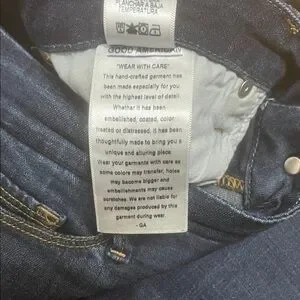 PLANCHAR A BAJA
TEMPERATURA
GOOD AMERICAN
"WEAR WITH CARE"
This hand-crafted garment has
been made especially for you
with the highest level of detail.
Whether it has been
embellished, coated, color
treated or distressed, it has been
thoughtfully made to bring you a
unique and alluring piece.
Wear your garments with care as
some colors may transfer, holes
may become bigger and
embellishments may cause
scratches. We are not liable for
any damages produced by this
garment during wear.
- GA